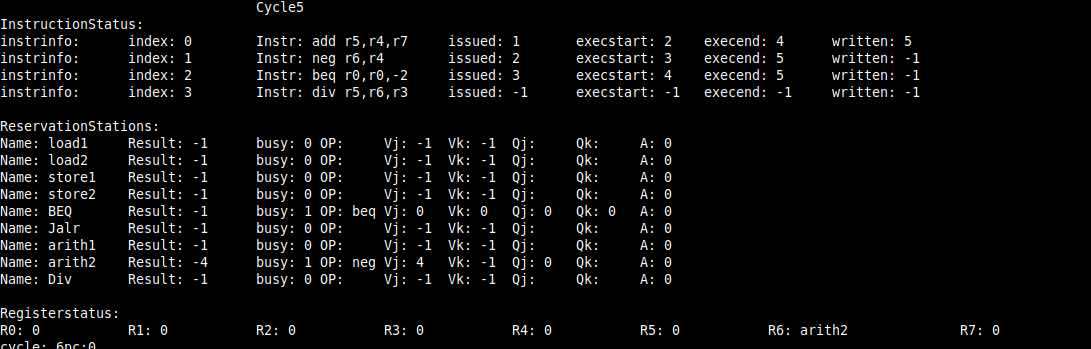 Cycle5
InstructionStatus:
instrinfo: index: 0 Instr: add r5,r4,r7 issued: 1 execstart: 2 execend: 4 written: 5
instrinfo: index: 1 Instr: neg r6,r4 issued: 2 execstart: 3 execend: 5 written: -1
instrinfo: index: 2 Instr: beq r0,r0,-2 issued: 3 execstart: 4 execend: 5 written: -1
instrinfo: index: 3 Instr: div r5,r6,r3 issued: -1 execstart: -1 execend: -1 written: -1
ReservationStations:
Name: load1 Result: -1 busy: 0 OP: Vj: -1 Vk: -1 Qj: Qk: A: 0
Name: load2 Result: -1 busy: 0 OP: Vj: -1 Vk: -1 Qj: Qk: A: 0
Name: store1 Result: -1 busy: 0 OP: Vj: -1 Vk: -1 Qj: Qk: A: 0
Name: store2 Result: -1 busy: 0 OP: Vj: -1 Vk: -1 Qj: Qk: A: 0
Name: BEQ Result: -1 busy: 1 OP: beq Vj: 0 Vk: 0 Qj: 0 Qk: 0 A: 0
Name: Jalr Result: -1 busy: 0 OP: Vj: -1 Vk: -1 Qj: Qk: A: 0
Name: arith1 Result: -1 busy: 0 OP: Vj: -1 Vk: -1 Qj: Qk: A: 0
Name: arith2 Result: -4 busy: 1 OP: neg Vj: 4 Vk: -1 Qj: 0 Qk: A: 0
Name: Div Result: -1 busy: 0 OP: Vj: -1 Vk: -1 Qj: Qk: A: 0
Registerstatus:
R0: 0 R1: 0 R2: 0 R3: 0 R4: 0 R5: 0 R6: arith2 R7: 0
cycle: 6pc:0